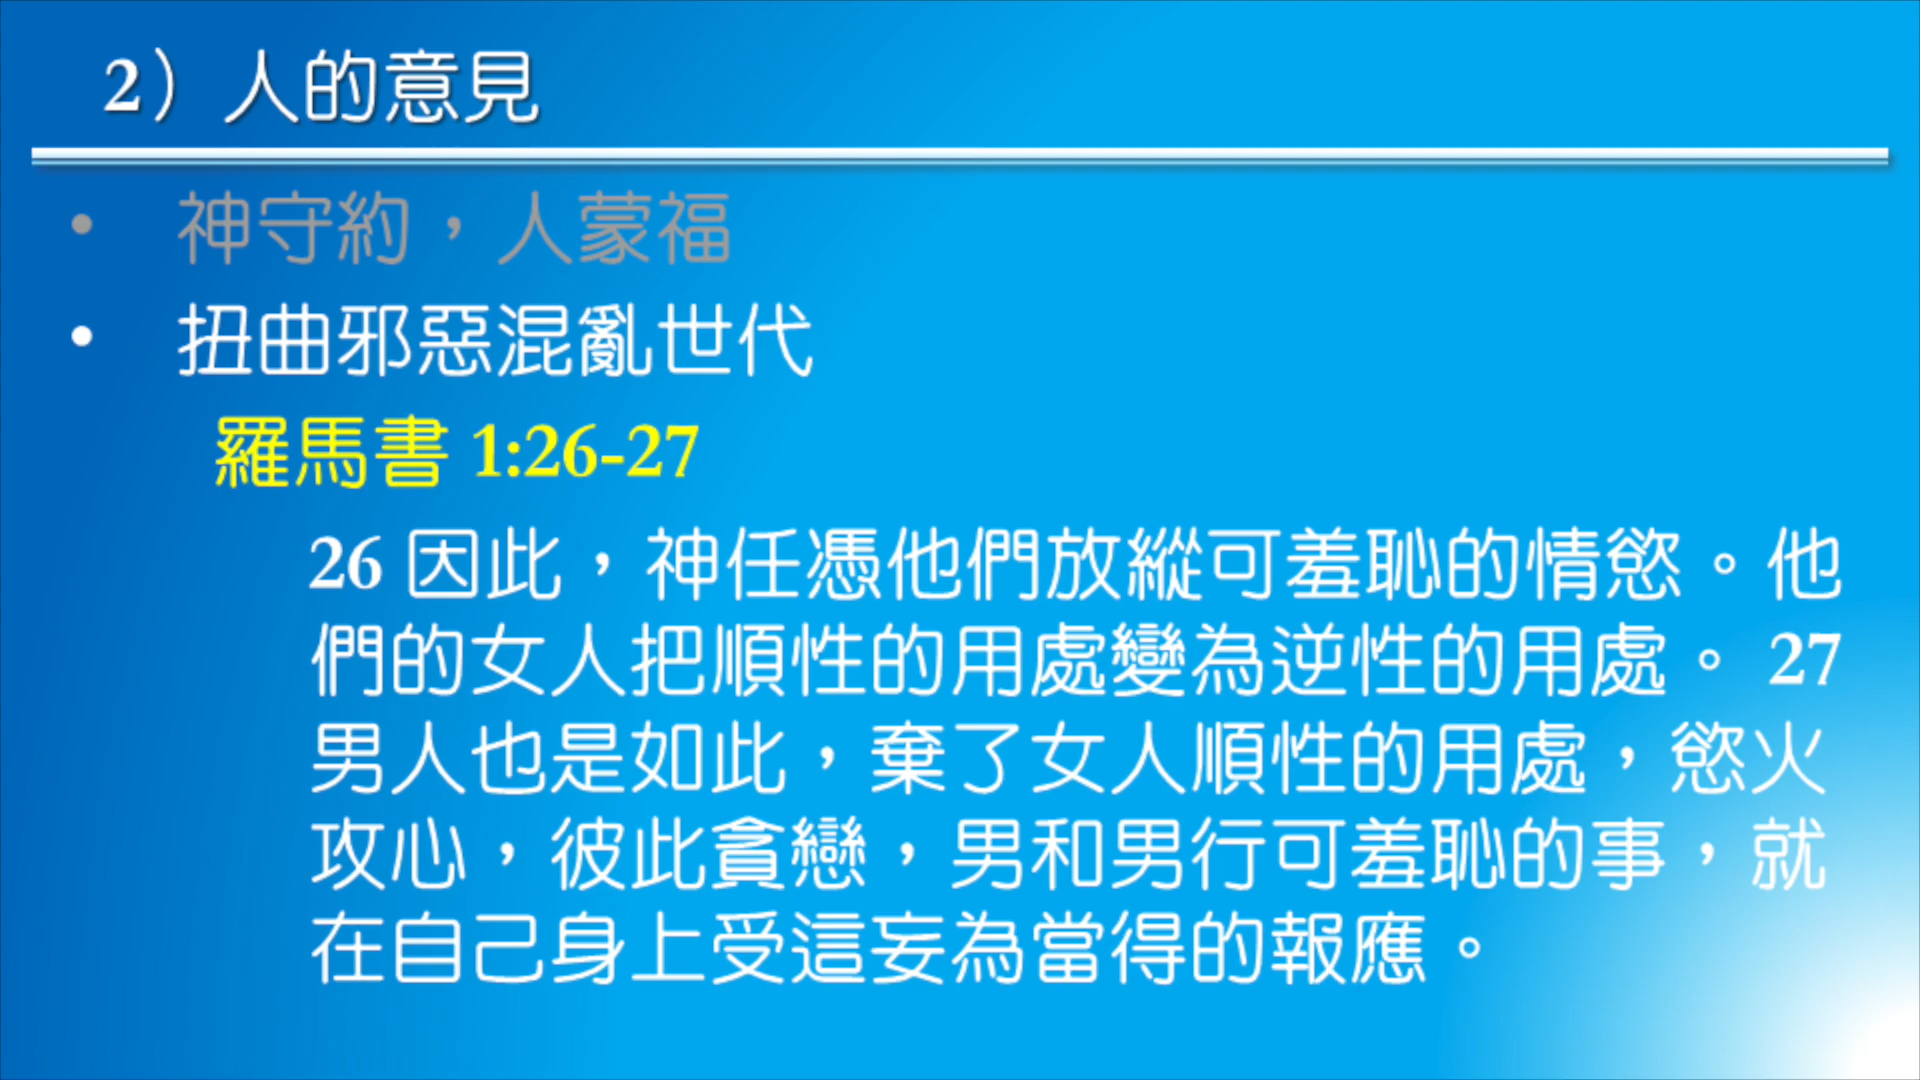 2）人的意見
• 神守約，人蒙福
• 扭曲邪惡混亂世代
羅馬書 1:26-27
26 因此，神任憑他們放縱可羞恥的情慾。他
們的女人把順性的用處變為逆性的用處。27
男人也是如此，棄了女人順性的用處，慾火
攻心，彼此貪戀，男和男行可羞恥的事，就
在自己身上受這妄為當得的報應。